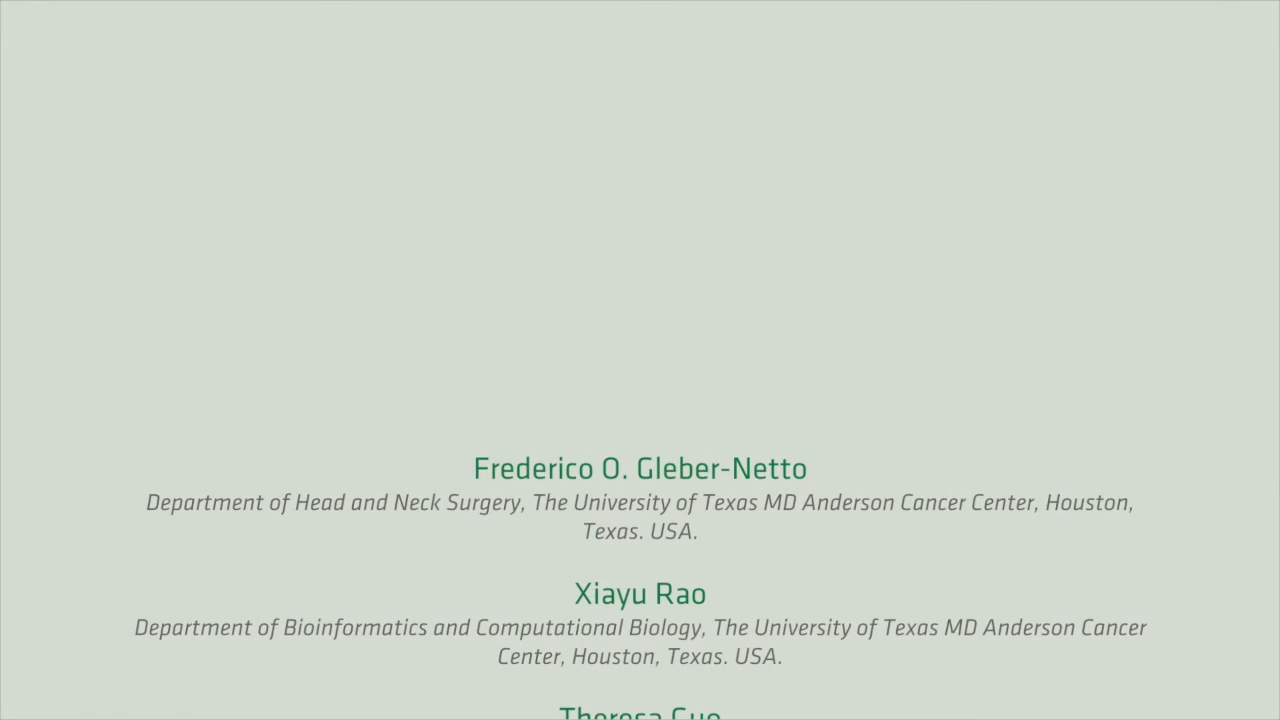 Frederico O. Gleber-Netto
Department of Head and Neck Surgery, The University of Texas MD Anderson Cancer Center, Houston,
Texas. USA.
Xiayu Rao
Department of Bioinformatics and Computational Biology, The University of Texas MD Anderson Cancer
Center, Houston, Texas. USA.
Theresa Guo